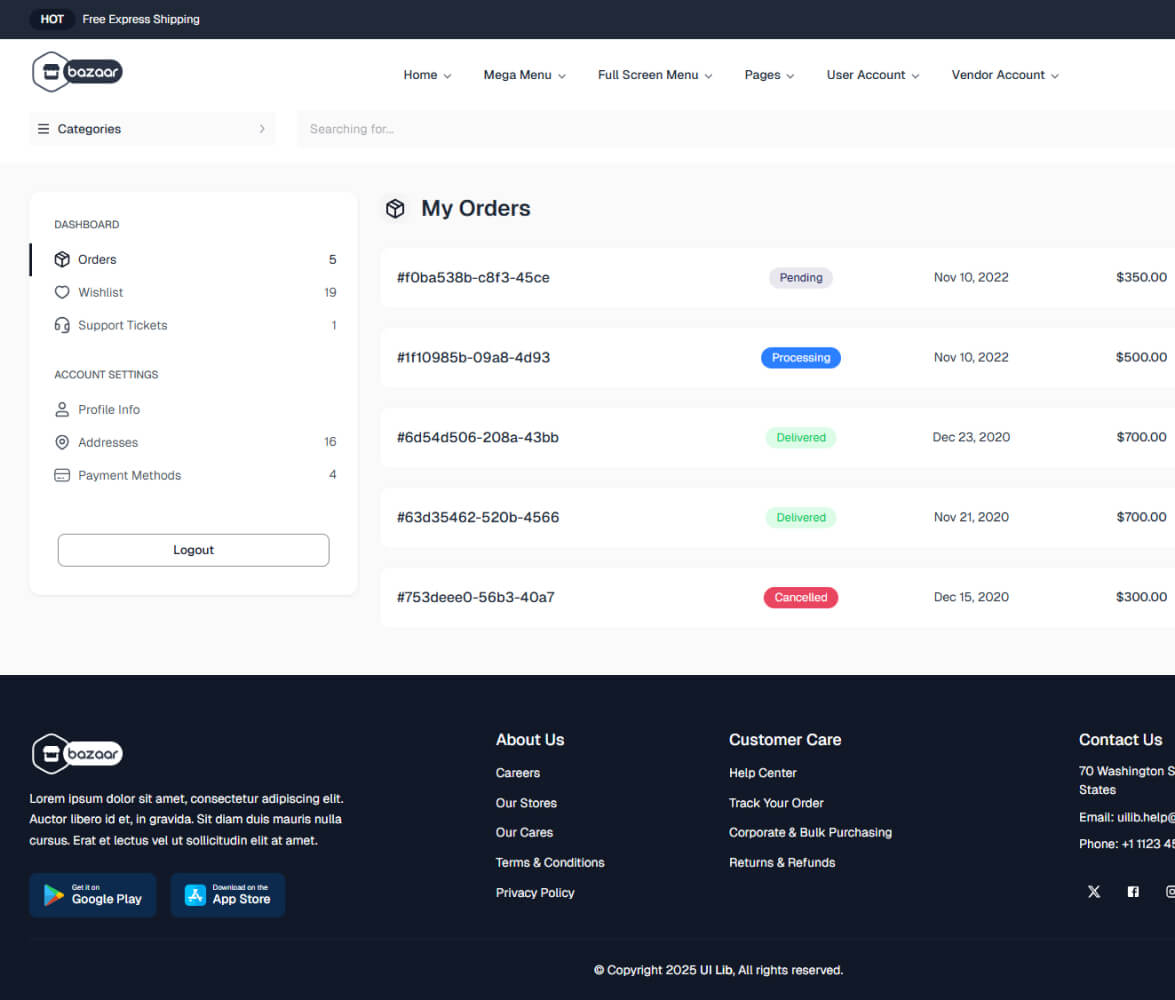 HOT Free Express Shipping
bazaar
Home Mega Menu Full Screen Menu Pages User Account Vendor Account
Categories
Searching for...
DASHBOARD
Orders 5
Wishlist 19
Support Tickets 1
ACCOUNT SETTINGS
Profile Info
Addresses 16
Payment Methods 4
Logout
My Orders
#f0ba538b-c8f3-45ce Pending Nov 10, 2022 $350.00
#1f10985b-09a8-4d93 Processing Nov 10, 2022 $500.00
#6d54d506-208a-43bb Delivered Dec 23, 2020 $700.00
#63d35462-520b-4566 Delivered Nov 21, 2020 $700.00
#753deee0-56b3-40a7 Cancelled Dec 15, 2020 $300.00
bazaar
Lorem ipsum dolor sit amet, consectetur adipiscing elit.
Auctor libero id et, in gravida. Sit diam duis mauris nulla
cursus. Erat et lectus vel ut sollicitudin elit at amet.
Get it on
Google Play
Download on the
App Store
About Us
Careers
Our Stores
Our Cares
Terms & Conditions
Privacy Policy
Customer Care
Help Center
Track Your Order
Corporate & Bulk Purchasing
Returns & Refunds
Contact Us
70 Washington S
States
Email: uilib.help@
Phone: +1 1123 45
© Copyright 2025 UI Lib, All rights reserved.